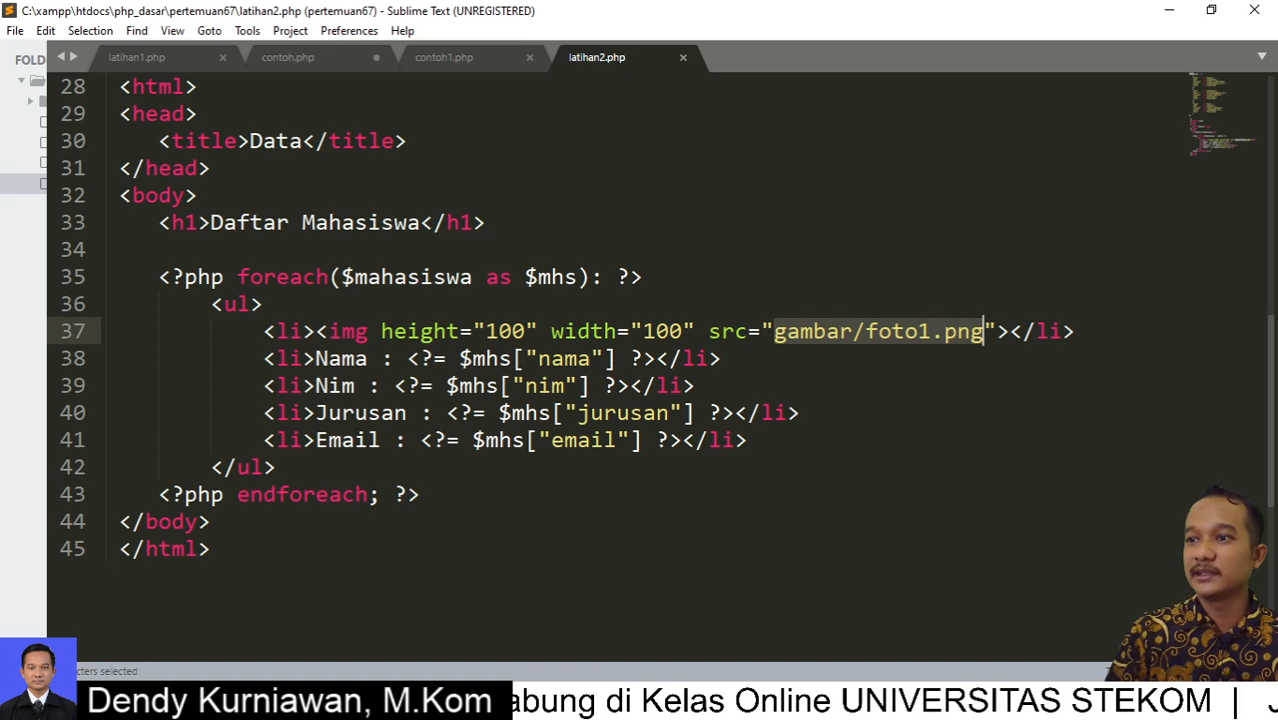 C:\xampp\htdocs\php_dasar\pertemuan67\latihan2.php (pertemuan67) - Sublime Text (UNREGISTERED)
File Edit Selection Find View Goto Tools Project Preferences Help
FOLD
latihan1.php
contoh.php
contoh1.php
latihan2.php
28 <html>
29 <head>
30 <title>Data</title>
31 </head>
32 <body>
33 <h1>Daftar Mahasiswa</h1>
34
35 <?php foreach($mahasiswa as $mhs): ?>
36 <ul>
37 <li><img height="100" width="100" src="gambar/foto1.png"></li>
38 <li>Nama : <?= $mhs["nama"] ?></li>
39 <li>Nim : <?= $mhs["nim"] ?></li>
40 <li>Jurusan : <?= $mhs["jurusan"] ?></li>
41 <li>Email : <?= $mhs["email"] ?></li>
42 </ul>
43 <?php endforeach; ?>
44 </body>
45 </html>
cters selected
Dendy Kurniawan, M.Kom
abung di Kelas Online UNIVERSITAS STEKOM | J